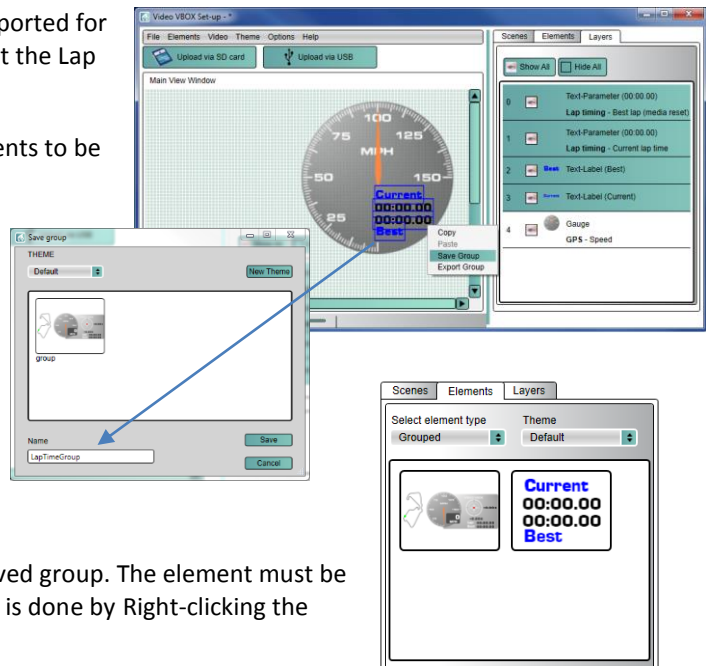 ported for
t the Lap
ents to be
Video VBOX Set-up - *
File Elements Video Theme Options Help
Upload via SD card
Upload via USB
Main View Window
100
75
125
MPH
50
150
25
Current
00:00.00
00:00.00
Best
Copy
Paste
Save Group
Export Group
Scenes Elements Layers
Show All
Hide All
0 Text-Parameter (00:00.00)
Lap timing - Best lap (media reset)
1 Text-Parameter (00:00.00)
Lap timing - Current lap time
2 Best Text-Label (Best)
3 Current Text-Label (Current)
4 Gauge
GPS - Speed
Save group
THEME
Default
New Theme
group
Name
Save
LapTimeGroup
Cancel
Scenes Elements Layers
Select element type Theme
Grouped Default
Current
00:00.00
00:00.00
Best
ved group. The element must be
is done by Right-clicking the